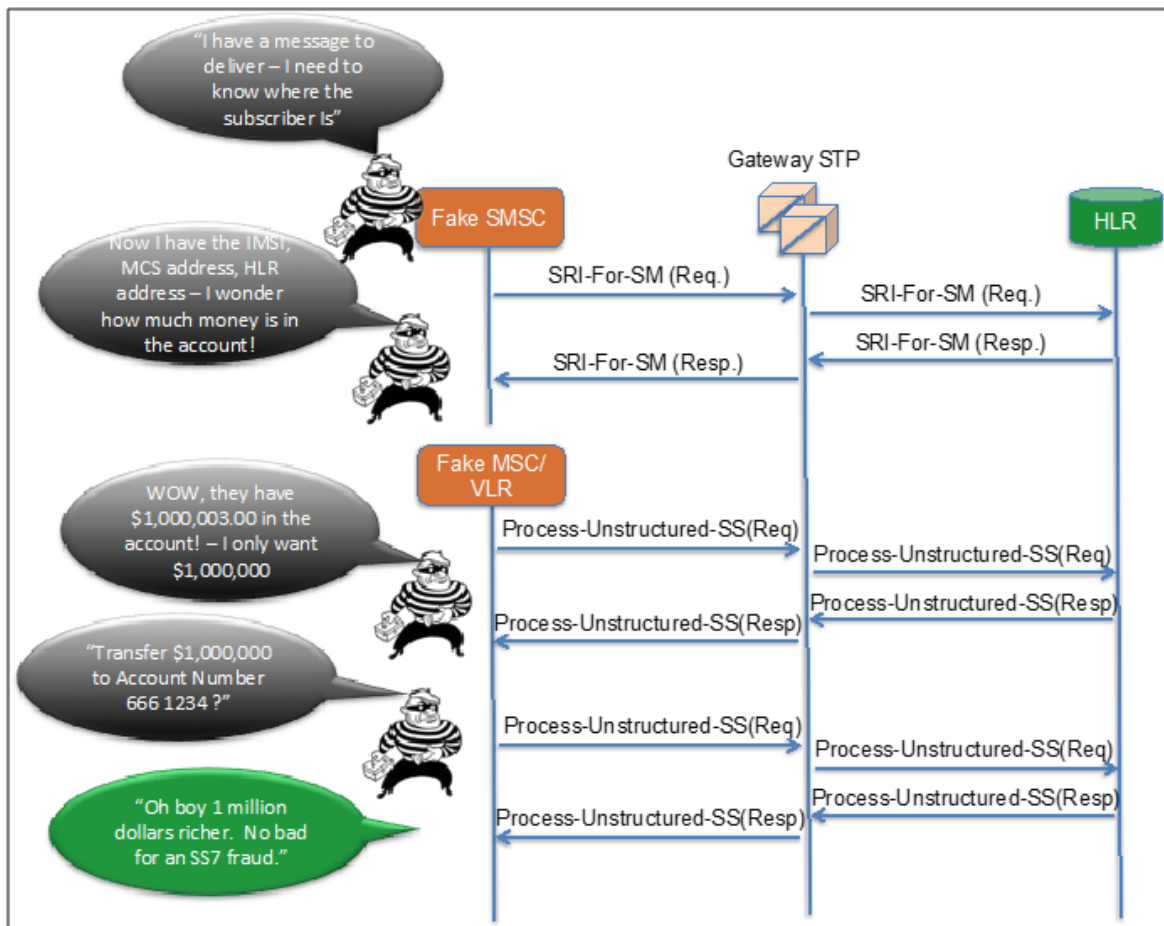 "I have a message to
deliver – I need to
know where the
subscriber Is"
Gateway STP
Fake SMSC
HLR
Now I have the IMSI,
MCS address, HLR
address – I wonder
how much money is in
the account!
SRI-For-SM (Req.)
SRI-For-SM (Req.)
SRI-For-SM (Resp.)
SRI-For-SM (Resp.)
Fake MSC/
VLR
WOW, they have
$1,000,003.00 in the
account! – I only want
$1,000,000
Process-Unstructured-SS(Req)
Process-Unstructured-SS(Req)
Process-Unstructured-SS(Resp)
Process-Unstructured-SS(Resp)
"Transfer $1,000,000
to Account Number
666 1234 ?"
Process-Unstructured-SS(Req)
Process-Unstructured-SS(Req)
Process-Unstructured-SS(Resp)
Process-Unstructured-SS(Resp)
"Oh boy 1 million
dollars richer. No bad
for an SS7 fraud."